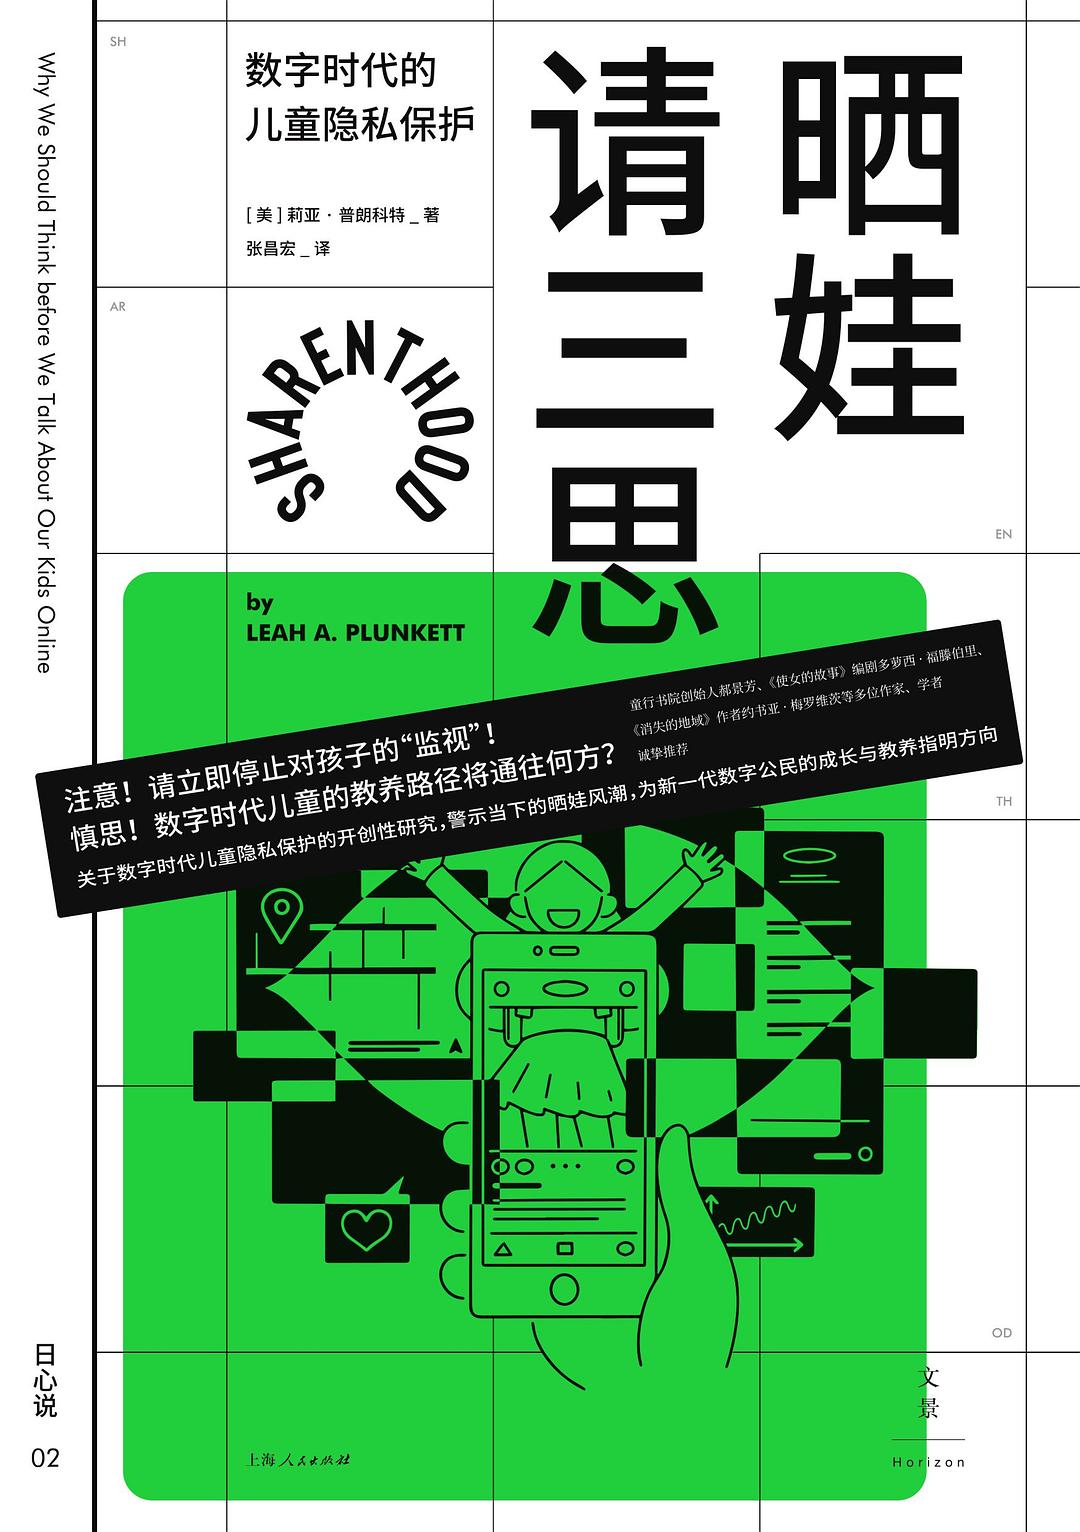 Why We Should Think before We Talk About Our Kids Online
SH
数字时代的
儿童隐私保护
[ 美 ] 莉亚 · 普朗科特 _ 著
张昌宏 _ 译
晒娃
请三思
AR
SHARENTHOOD
EN
by
LEAH A. PLUNKETT
注意！请立即停止对孩子的“监视”！
慎思！数字时代儿童的教养路径将通往何方？
童行书院创始人郝景芳、《使女的故事》编剧多萝西 · 福滕伯里、
《消失的地域》作者约书亚 · 梅罗维茨等多位作家、学者
诚挚推荐
关于数字时代儿童隐私保护的开创性研究，警示当下的晒娃风潮，为新一代数字公民的成长与教养指明方向
TH
OD
日心说
02
上海人民出版社
文景
Horizon